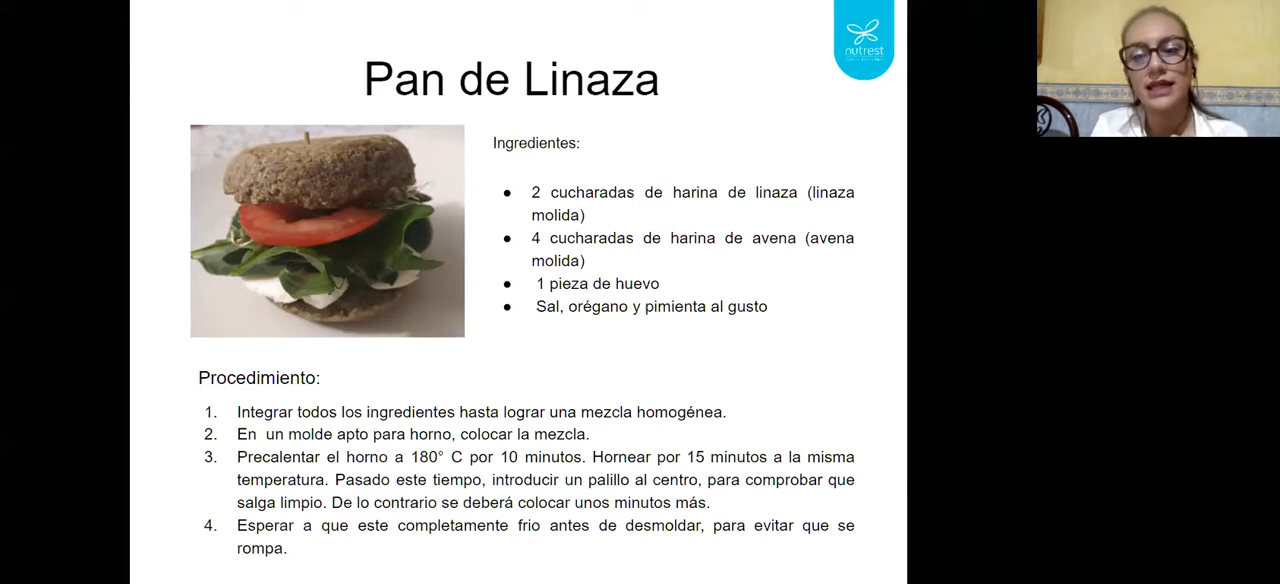 nutrest
Pan de Linaza
Ingredientes:
● 2 cucharadas de harina de linaza (linaza
molida)
● 4 cucharadas de harina de avena (avena
molida)
● 1 pieza de huevo
● Sal, orégano y pimienta al gusto
Procedimiento:
1. Integrar todos los ingredientes hasta lograr una mezcla homogénea.
2. En un molde apto para horno, colocar la mezcla.
3. Precalentar el horno a 180° C por 10 minutos. Hornear por 15 minutos a la misma
temperatura. Pasado este tiempo, introducir un palillo al centro, para comprobar que
salga limpio. De lo contrario se deberá colocar unos minutos más.
4. Esperar a que este completamente frio antes de desmoldar, para evitar que se
rompa.